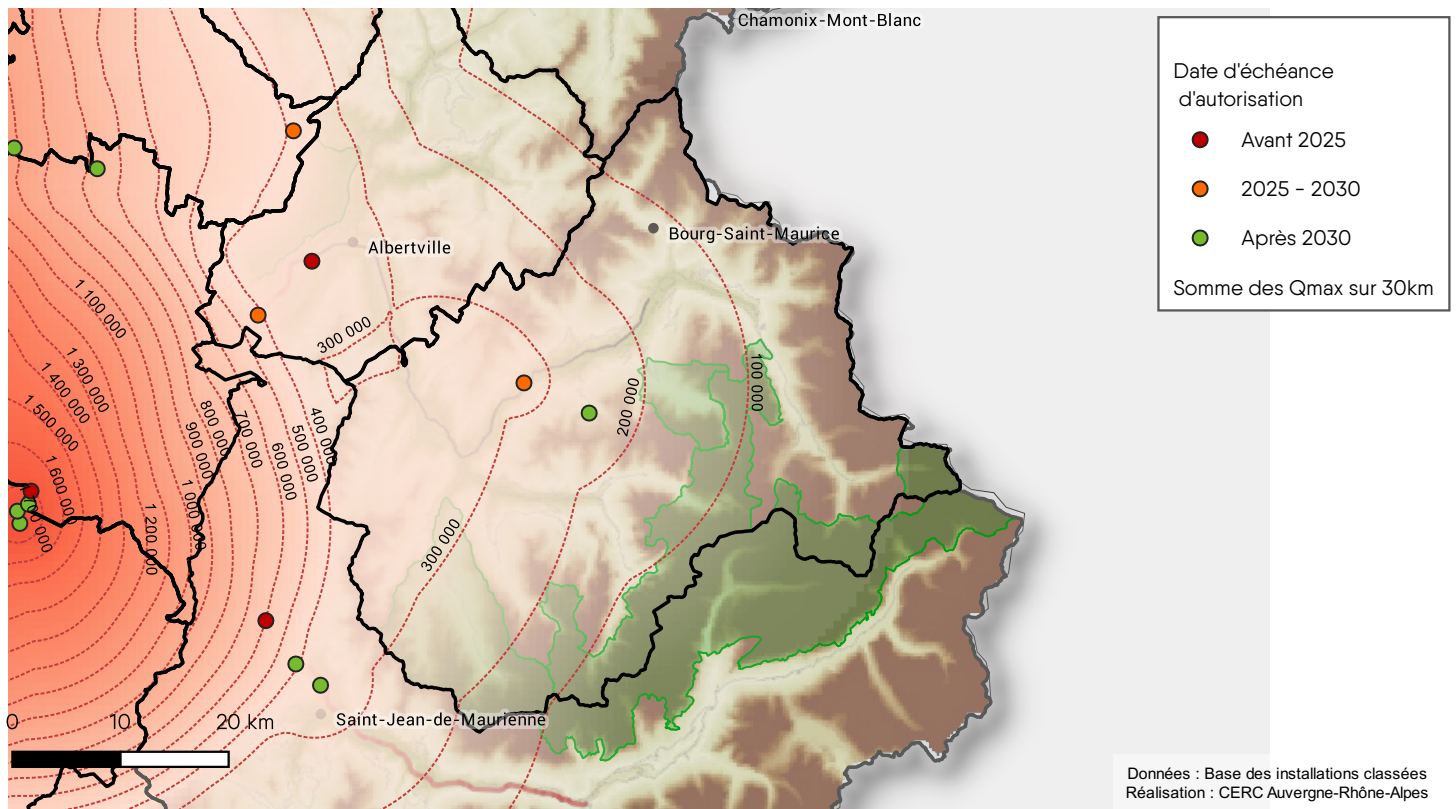 Chamonix-Mont-Blanc
Date d'échéance
d'autorisation
Avant 2025
2025 - 2030
Après 2030
Somme des Qmax sur 30km
Bourg-Saint-Maurice
Albertville
1 100 000
300 000
1 300 000
1 400 000
1 500 000
100 000
200 000
800 000
700 000
400 000
900 000
500 000
600 000
1 600 000
1 000 000
1 200 000
300 000
Saint-Jean-de-Maurienne
0 10 20 km
Données : Base des installations classées
Réalisation : CERC Auvergne-Rhône-Alpes